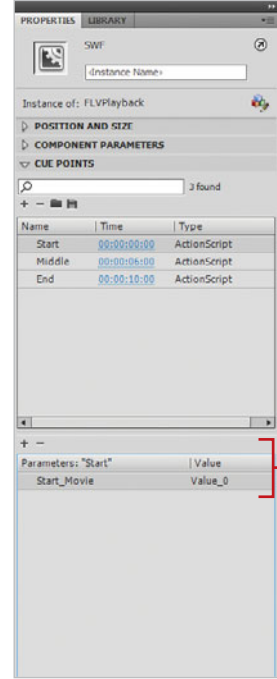 PROPERTIES LIBRARY
SWF
<Instance Name>
Instance of: FLVPlayback
POSITION AND SIZE
COMPONENT PARAMETERS
CUE POINTS
3 found
Name Time Type
Start 00:00:00:00 ActionScript
Middle 00:00:06:00 ActionScript
End 00:00:10:00 ActionScript
Parameters: "Start" Value
Start_Movie Value_0